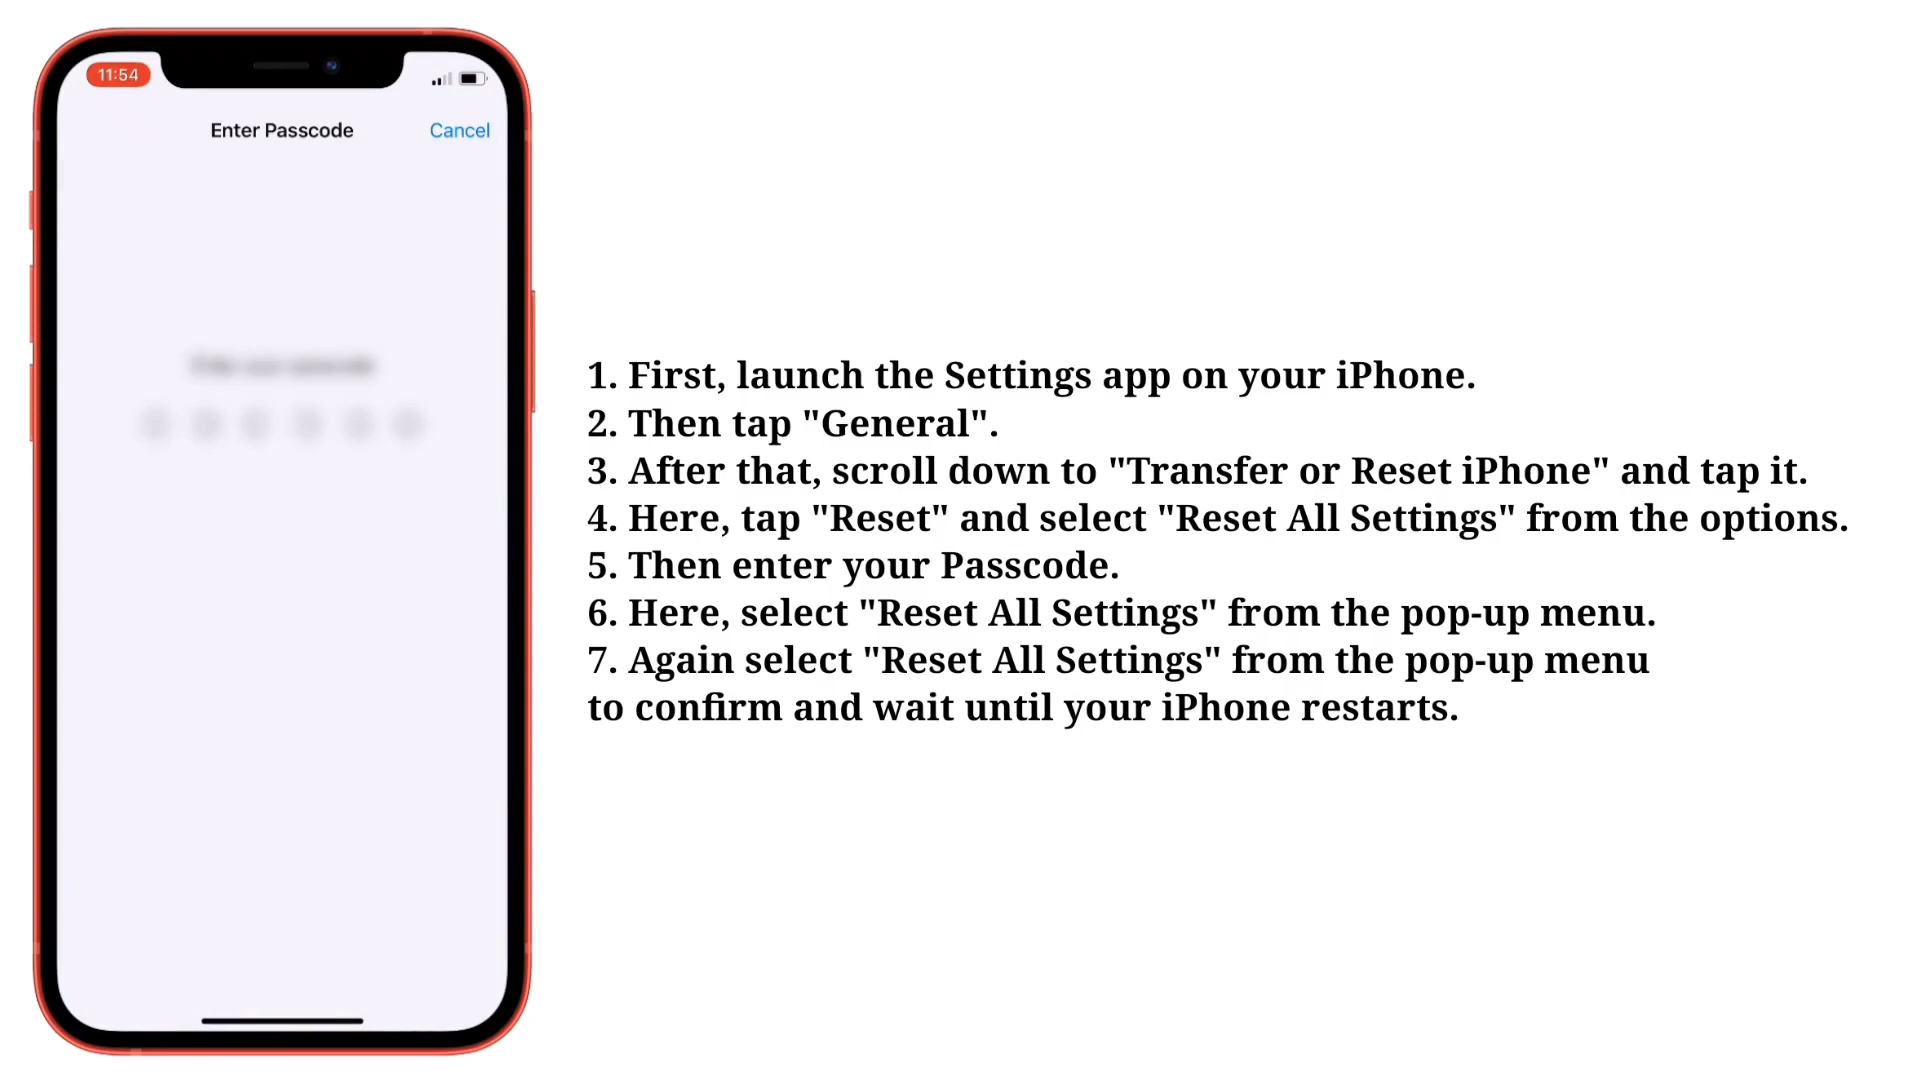 11:54
Enter Passcode
Cancel
1. First, launch the Settings app on your iPhone.
2. Then tap "General".
3. After that, scroll down to "Transfer or Reset iPhone" and tap it.
4. Here, tap "Reset" and select "Reset All Settings" from the options.
5. Then enter your Passcode.
6. Here, select "Reset All Settings" from the pop-up menu.
7. Again select "Reset All Settings" from the pop-up menu
to confirm and wait until your iPhone restarts.